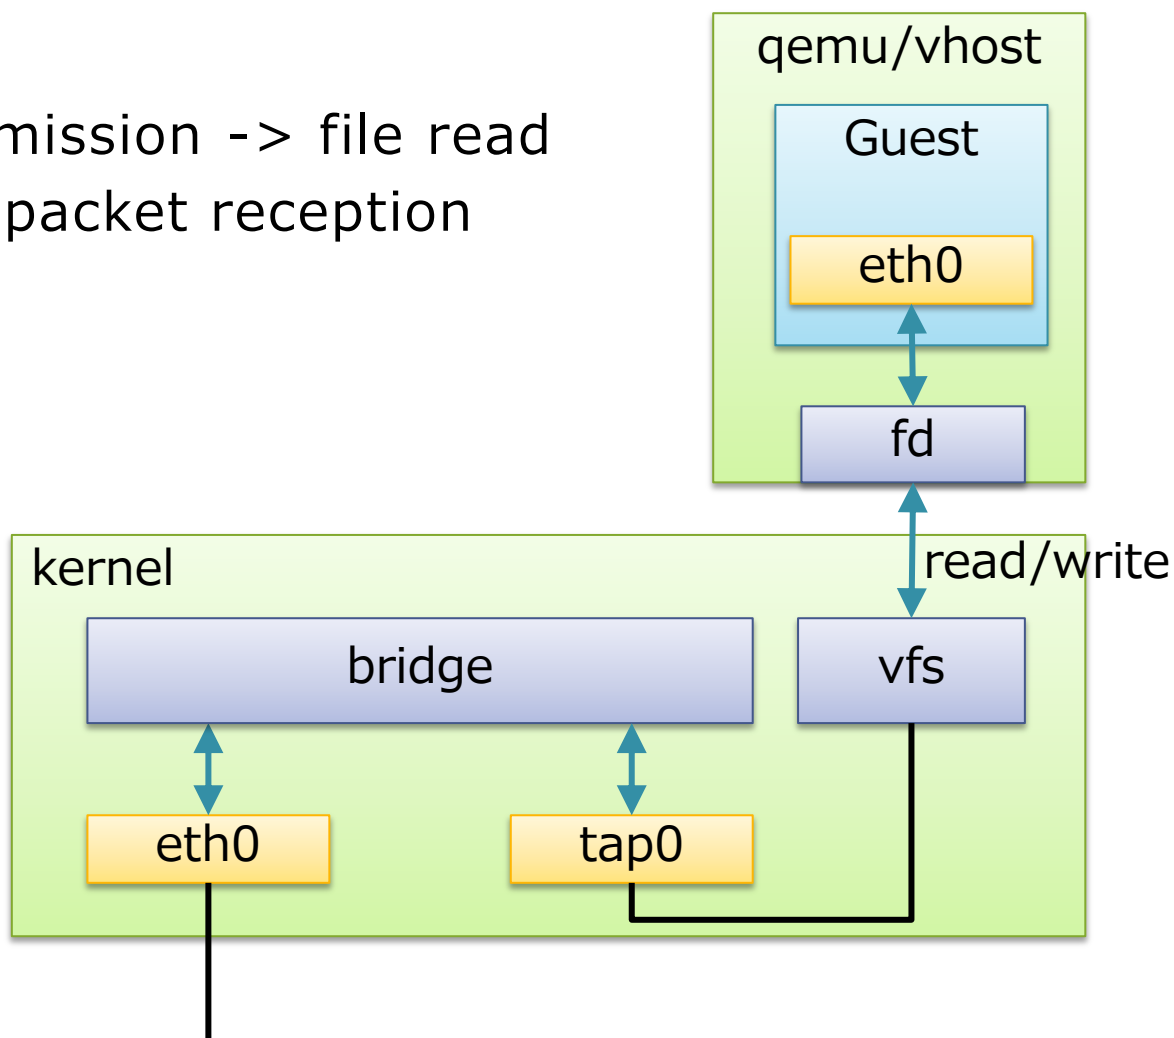 mission -> file read
packet reception
qemu/vhost
Guest
eth0
fd
read/write
kernel
bridge
vfs
eth0
tap0